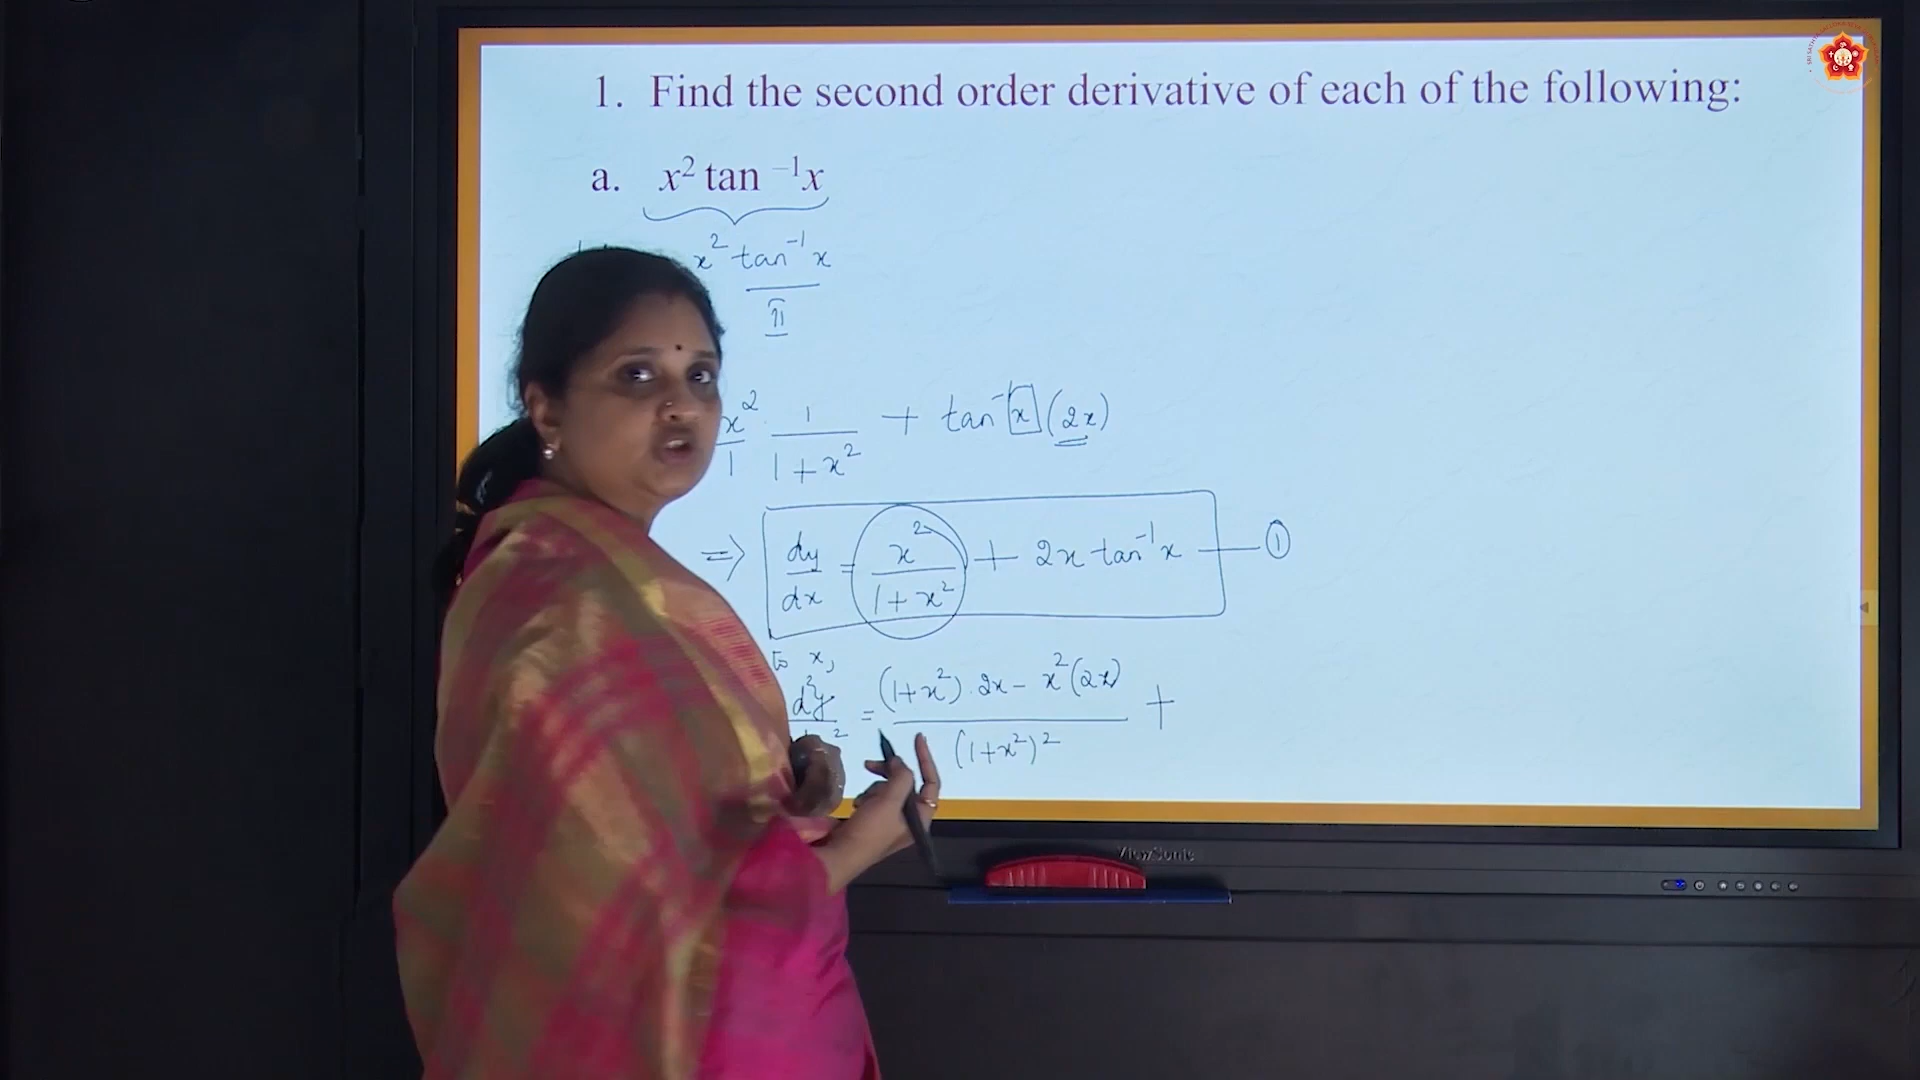 1. Find the second order derivative of each of the following:
a. x² tan ⁻¹x
x² tan⁻¹ x
II
x²/1 · 1/(1+x²) + tan⁻¹x (2x)
=> dy/dx = x²/(1+x²) + 2x tan⁻¹x — ①
to x,
d²y = ((1+x²) . 2x - x²(2x))/(1+x²)² +
ViewSonic